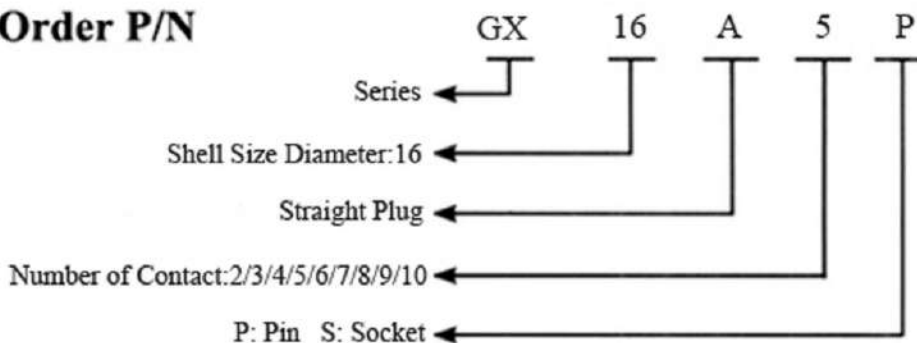 Order P/N GX 16 A 5 P
Series
Shell Size Diameter:16
Straight Plug
Number of Contact:2/3/4/5/6/7/8/9/10
P: Pin S: Socket